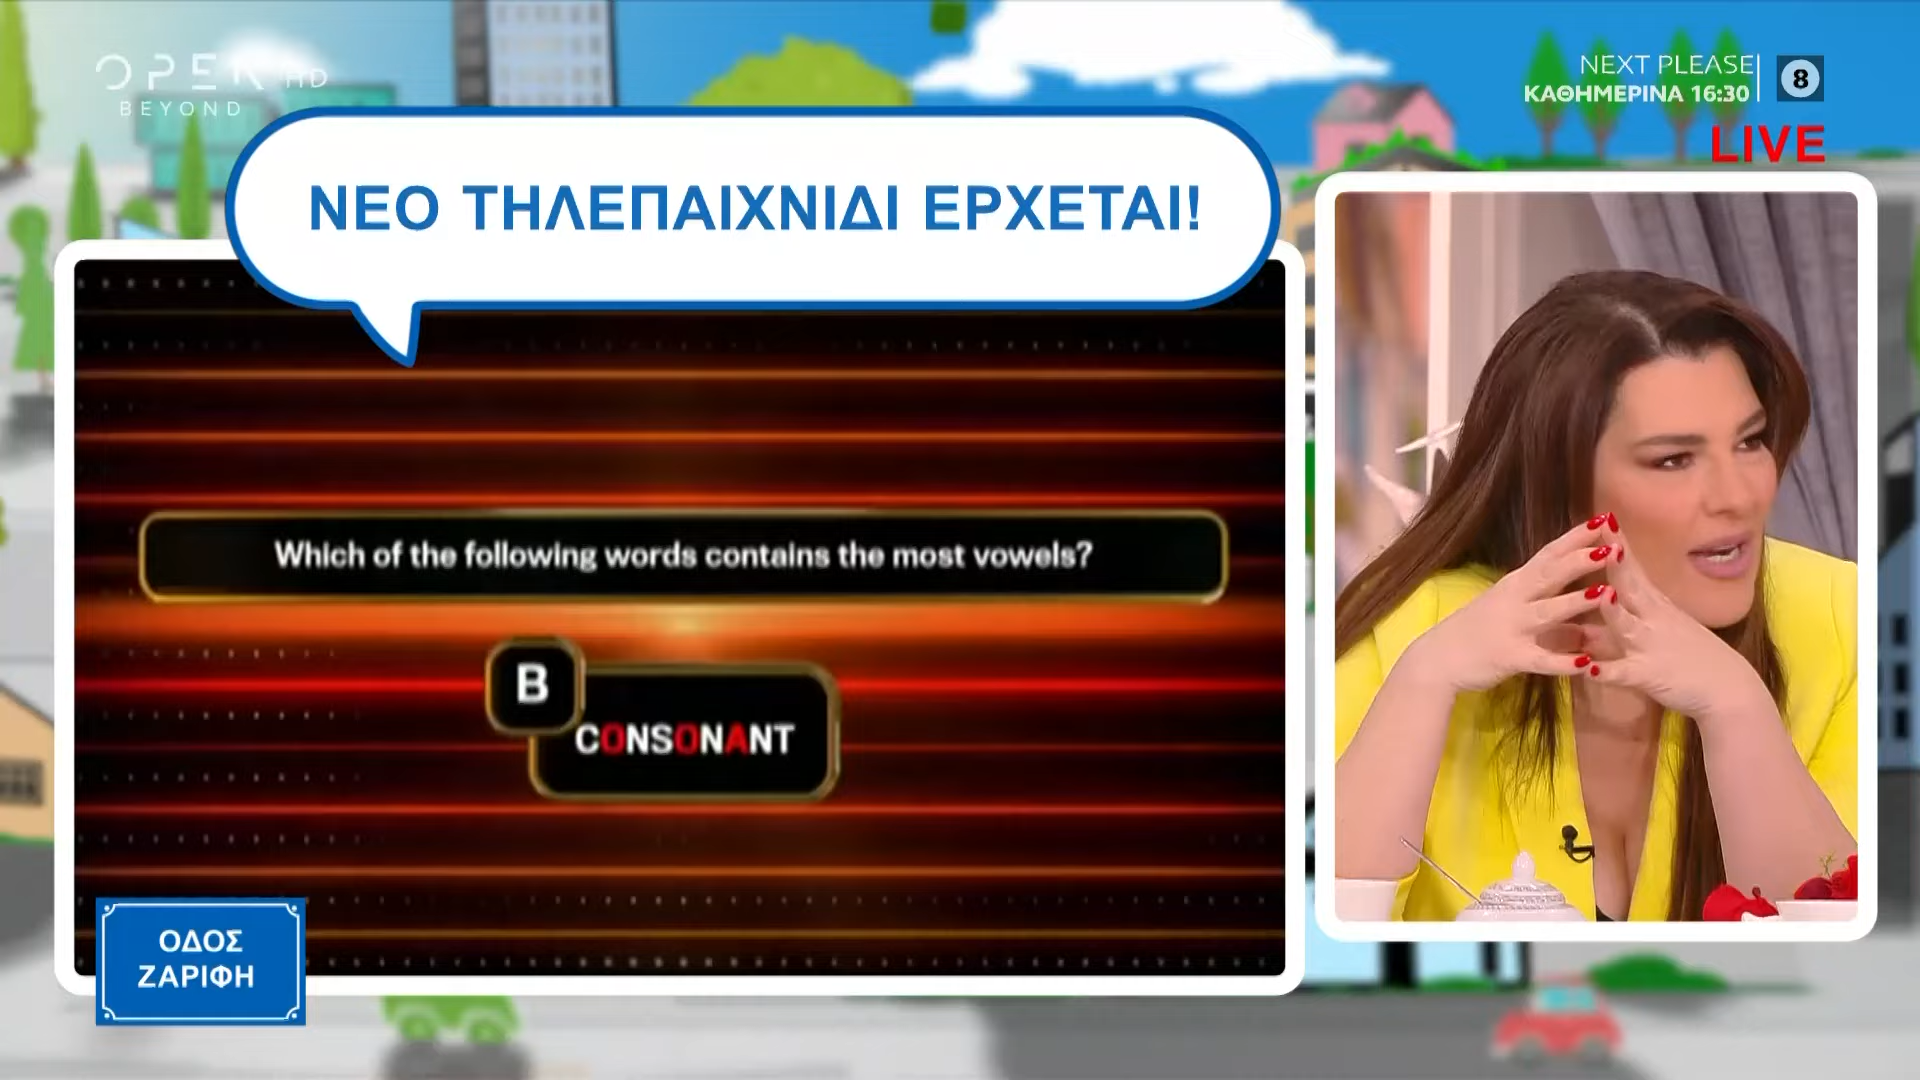 OPEN HD
BEYOND
NEXT PLEASE
ΚΑΘΗΜΕΡΙΝΑ 16:30
8
LIVE
ΝΕΟ ΤΗΛΕΠΑΙΧΝΙΔΙ ΕΡΧΕΤΑΙ!
Which of the following words contains the most vowels?
B
CONSONANT
ΟΔΟΣ
ΖΑΡΙΦΗ